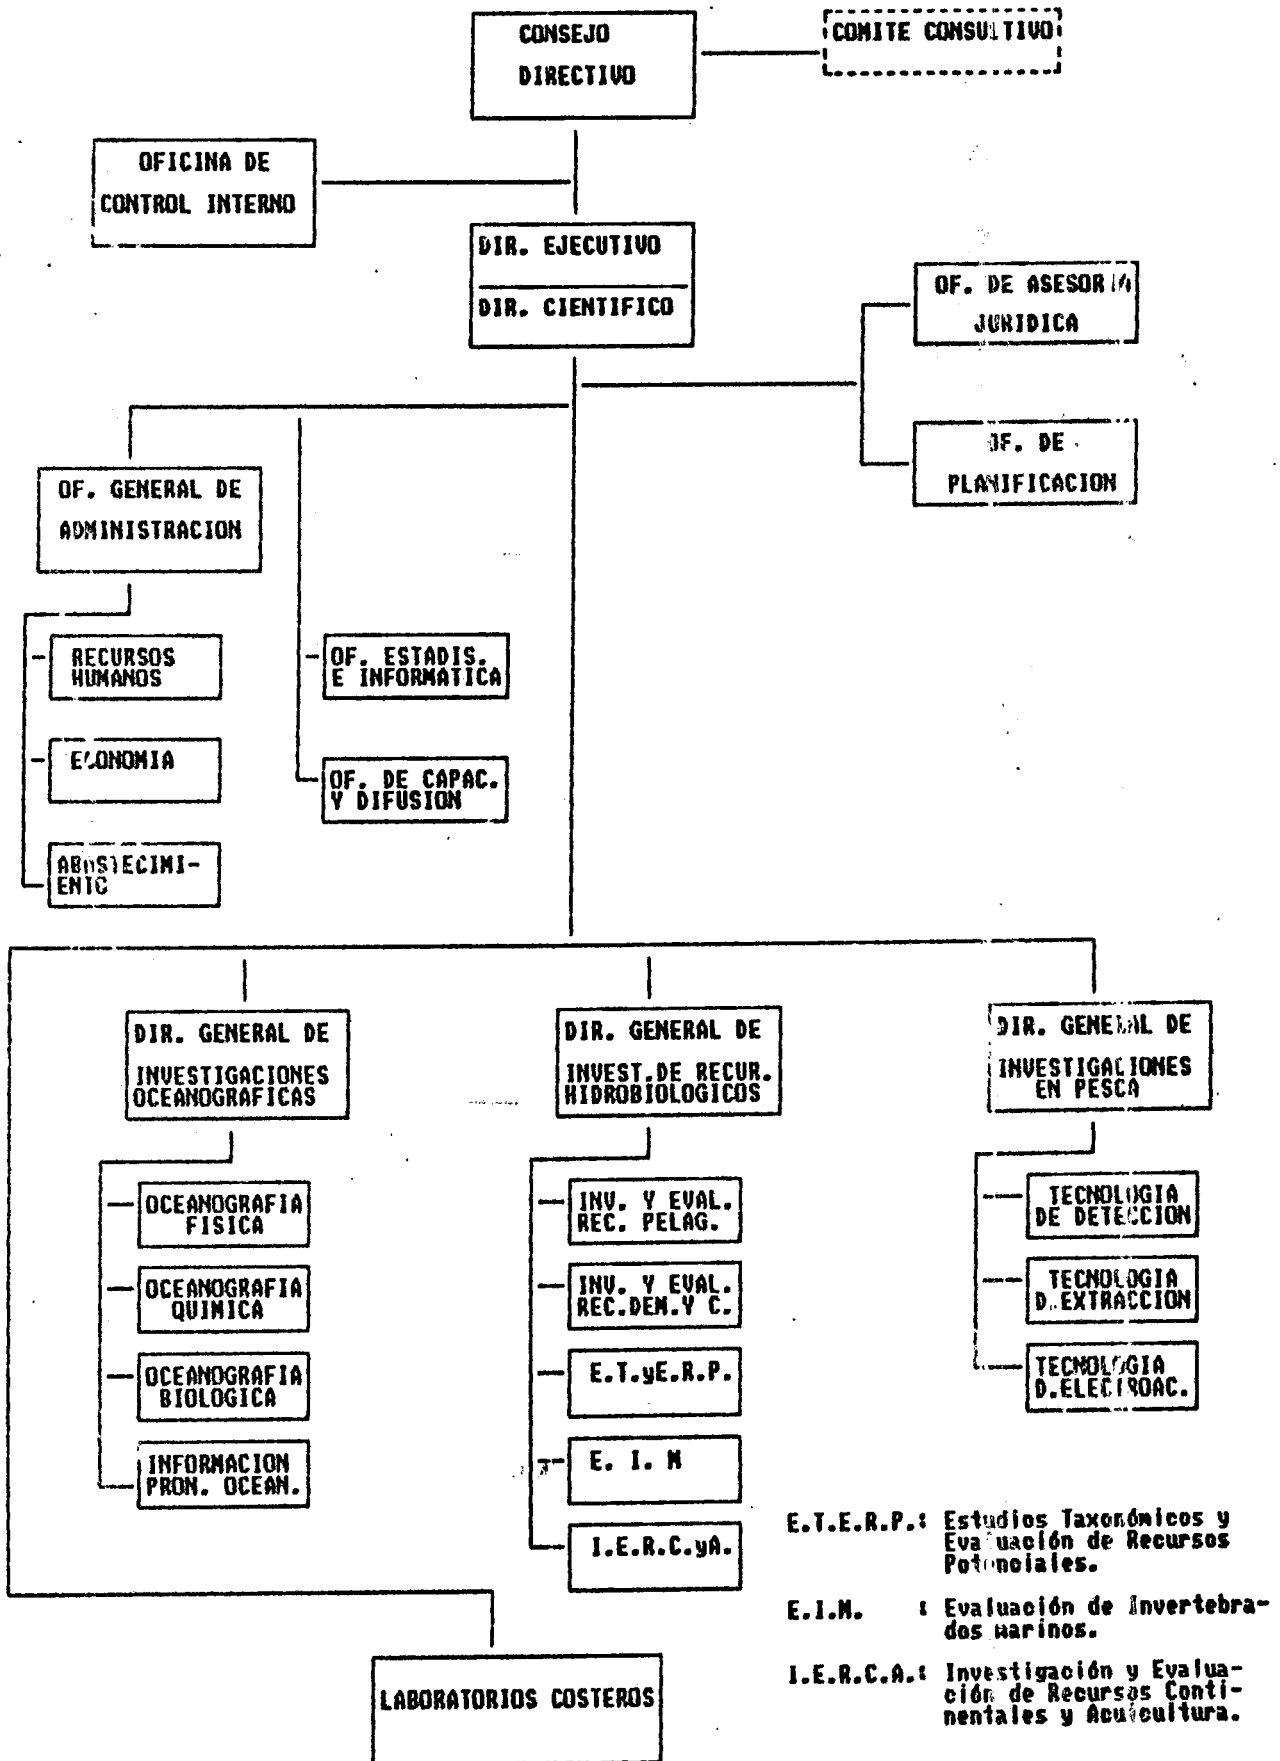 CONSEJO
DIRECTIVO
COMITE CONSULTIVO
OFICINA DE
CONTROL INTERNO
DIR. EJECUTIVO
DIR. CIENTIFICO
OF. DE ASESORIA
JURIDICA
OF. DE
PLANIFICACION
OF. GENERAL DE
ADMINISTRACION
RECURSOS
HUMANOS
ECONOMIA
ABASTECIMI-
ENTO
OF. ESTADIS.
E INFORMATICA
OF. DE CAPAC.
Y DIFUSION
DIR. GENERAL DE
INVESTIGACIONES
OCEANOGRAFICAS
OCEANOGRAFIA
FISICA
OCEANOGRAFIA
QUIMICA
OCEANOGRAFIA
BIOLOGICA
INFORMACION
PRON. OCEAN.
DIR. GENERAL DE
INVEST.DE RECUR.
HIDROBIOLOGICOS
INV. Y EVAL.
REC. PELAG.
INV. Y EVAL.
REC.DEM.Y C.
E.T.yE.R.P.
E. I. M
I.E.R.C.yA.
DIR. GENERAL DE
INVESTIGACIONES
EN PESCA
TECNOLOGIA
DE DETECCION
TECNOLOGIA
D.EXTRACCION
TECNOLOGIA
D.ELECTROAC.
LABORATORIOS COSTEROS
E.T.E.R.P.: Estudios Taxonómicos y
Evaluación de Recursos
Potenciales.
E.I.M. : Evaluación de Invertebra-
dos marinos.
I.E.R.C.A.: Investigación y Evalua-
ción de Recursos Conti-
nentales y Acuicultura.